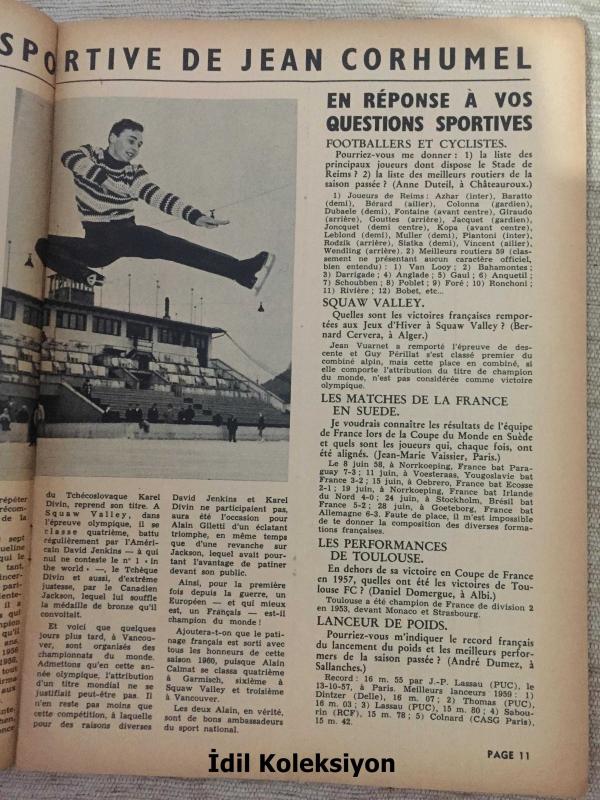 SPORTIVE DE JEAN CORHUMEL
répéter
du Tchécoslovaque Karel
Divin, reprend son titre. A
Squaw Valley, dans
l'épreuve olympique, il se
classe quatrième, battu
régulièrement par l'Améri-
cain David Jenkins — à qui
nul ne conteste le n° 1 « in
the world » —, le Tchèque
Divin et aussi, d'extrême
justesse, par le Canadien
Jackson, lequel lui souffle
la médaille de bronze qu'il
convoitait.
Et voici que quelques
jours plus tard, à Vancou-
ver, sont organisés des
championnats du monde.
Admettons qu'en cette an-
née olympique, l'attribution
d'un titre mondial ne se
justifiait peut-être pas. Il
n'en reste pas moins que
cette compétition, à laquelle
pour des raisons diverses
David Jenkins et Karel
Divin ne participaient pas,
aura été l'occasion pour
Alain Giletti d'un éclatant
triomphe, en même temps
que d'une revanche sur
Jackson, lequel avait pour-
tant l'avantage de patiner
devant son public.
Ainsi, pour la première
fois depuis la guerre, un
Européen — et qui mieux
est, un Français — est-il
champion du monde !
Ajoutera-t-on que le pati-
nage français est sorti avec
tous les honneurs de cette
saison 1960, puisque Alain
Calmat se classa quatrième
à Garmisch, sixième à
Squaw Valley et troisième
à Vancouver.
Les deux Alain, en vérité,
sont de bons ambassadeurs
du sport national.
EN RÉPONSE À VOS
QUESTIONS SPORTIVES
FOOTBALLERS ET CYCLISTES.
Pourriez-vous me donner : 1) la liste des
principaux joueurs dont dispose le Stade de
Reims ? 2) la liste des meilleurs routiers de la
saison passée ? (Anne Duteil, à Châteauroux.)
1) Joueurs de Reims : Azhar (inter), Baratto
(demi), Bérard (ailier), Colonna (gardien),
Dubaele (demi), Fontaine (avant centre), Giraudo
(arrière), Gouttes (arrière), Jacquet (gardien),
Joncquet (demi centre), Kopa (avant centre),
Leblond (demi), Muller (demi), Piantoni (inter),
Rodzik (arrière), Siatka (demi), Vincent (ailier),
Wendling (arrière). 2) Meilleurs routiers 59 (clas-
sement ne présentant aucun caractère officiel,
bien entendu) : 1) Van Looy ; 2) Bahamontes ;
3) Darrigade ; 4) Anglade ; 5) Gaul ; 6) Anquetil ;
7) Schoubben ; 8) Poblet ; 9) Foré ; 10) Ronchoni ;
11) Rivière ; 12) Bobet, etc...
SQUAW VALLEY.
Quelles sont les victoires françaises rempor-
tées aux Jeux d'Hiver à Squaw Valley ? (Ber-
nard Cervera, à Alger.)
Jean Vuarnet a remporté l'épreuve de des-
cente et Guy Périllat s'est classé premier du
combiné alpin, mais cette place en combiné, si
elle comporte l'attribution du titre de champion
du monde, n'est pas considérée comme victoire
olympique.
LES MATCHES DE LA FRANCE
EN SUEDE.
Je voudrais connaître les résultats de l'équipe
de France lors de la Coupe du Monde en Suède
et quels sont les joueurs qui, chaque fois, ont
été alignés. (Jean-Marie Vaissier, Paris.)
Le 8 juin 58, à Norrkoeping, France bat Para-
guay 7-3 ; 11 juin, à Voesteraas, Yougoslavie bat
France 3-2 ; 15 juin, à Oebrero, France bat Ecosse
2-1 ; 19 juin, à Norrkoeping, France bat Irlande
du Nord 4-0 ; 24 juin, à Stockholm, Brésil bat
France 5-2 ; 28 juin, à Goeteborg, France bat
Allemagne 6-3. Faute de place, il m'est impossible
de te donner la composition des diverses forma-
tions françaises.
LES PERFORMANCES
DE TOULOUSE.
En dehors de sa victoire en Coupe de France
en 1957, quelles ont été les victoires de Tou-
louse FC ? (Daniel Domergue, à Albi.)
Toulouse a été champion de France de division 2
en 1953, devant Monaco et Strasbourg.
LANCEUR DE POIDS.
Pourriez-vous m'indiquer le record français
du lancement du poids et les meilleurs perfor-
mers de la saison passée ? (André Dumez, à
Sallanches.)
Record : 16 m. 55 par J.-P. Lassau (PUC), le
13-10-57, à Paris. Meilleurs lanceurs 1959 : 1)
Dintzer (Delle), 16 m. 07 ; 2) Thomas (PUC),
16 m. 03 ; 3) Lassau (PUC), 15 m. 80 ; 4) Sabou-
rin (RCF), 15 m. 78 ; 5) Colnard (CASG Paris),
15 m. 42.
PAGE 11
İdil Koleksiyon